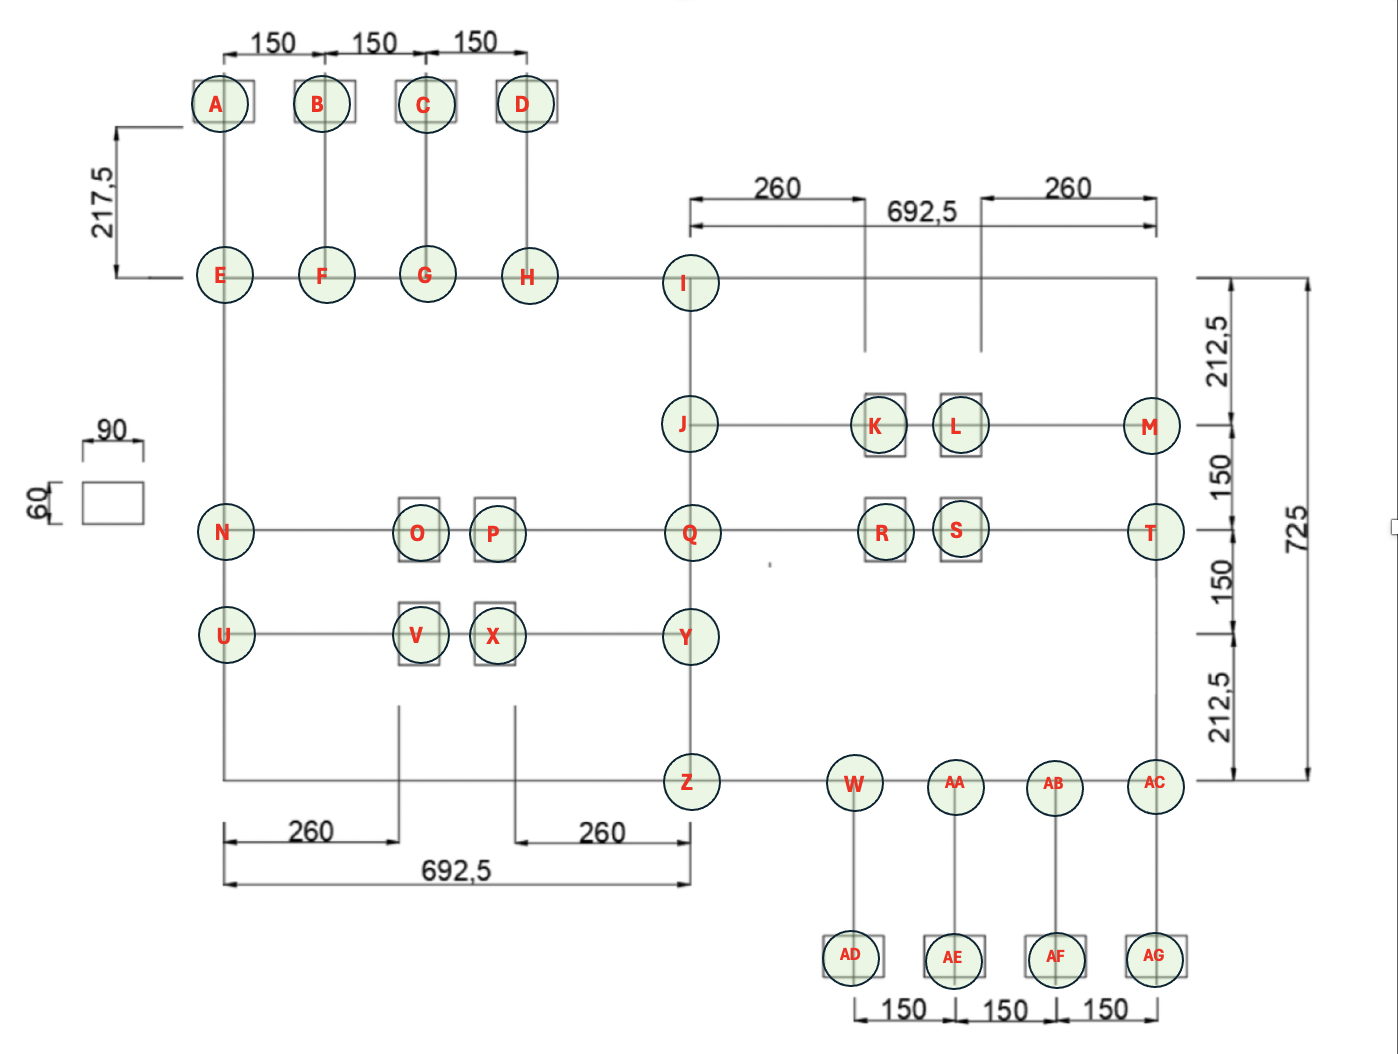 150 150 150
A B C D
217,5
260 260
692,5
E F G H I
212,5
90
J K L M
150
60
725
N O P Q R S T
150
U V X Y
212,5
Z W AA AB AC
260 260
692,5
AD AE AF AG
150 150 150